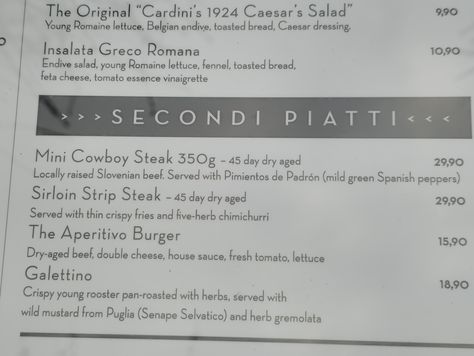 The Original "Cardini's 1924 Caesar's Salad" 9,90
Young Romaine lettuce, Belgian endive, toasted bread, Caesar dressing.
Insalata Greco Romana 10,90
Endive salad, young Romaine lettuce, fennel, toasted bread,
feta cheese, tomato essence vinaigrette
> > > SECONDI PIATTI < < <
Mini Cowboy Steak 350g – 45 day dry aged 29,90
Locally raised Slovenian beef. Served with Pimientos de Padrón (mild green Spanish peppers)
Sirloin Strip Steak – 45 day dry aged 29,90
Served with thin crispy fries and five-herb chimichurri
The Aperitivo Burger 15,90
Dry-aged beef, double cheese, house sauce, fresh tomato, lettuce
Galettino 18,90
Crispy young rooster pan-roasted with herbs, served with
wild mustard from Puglia (Senape Selvatico) and herb gremolata